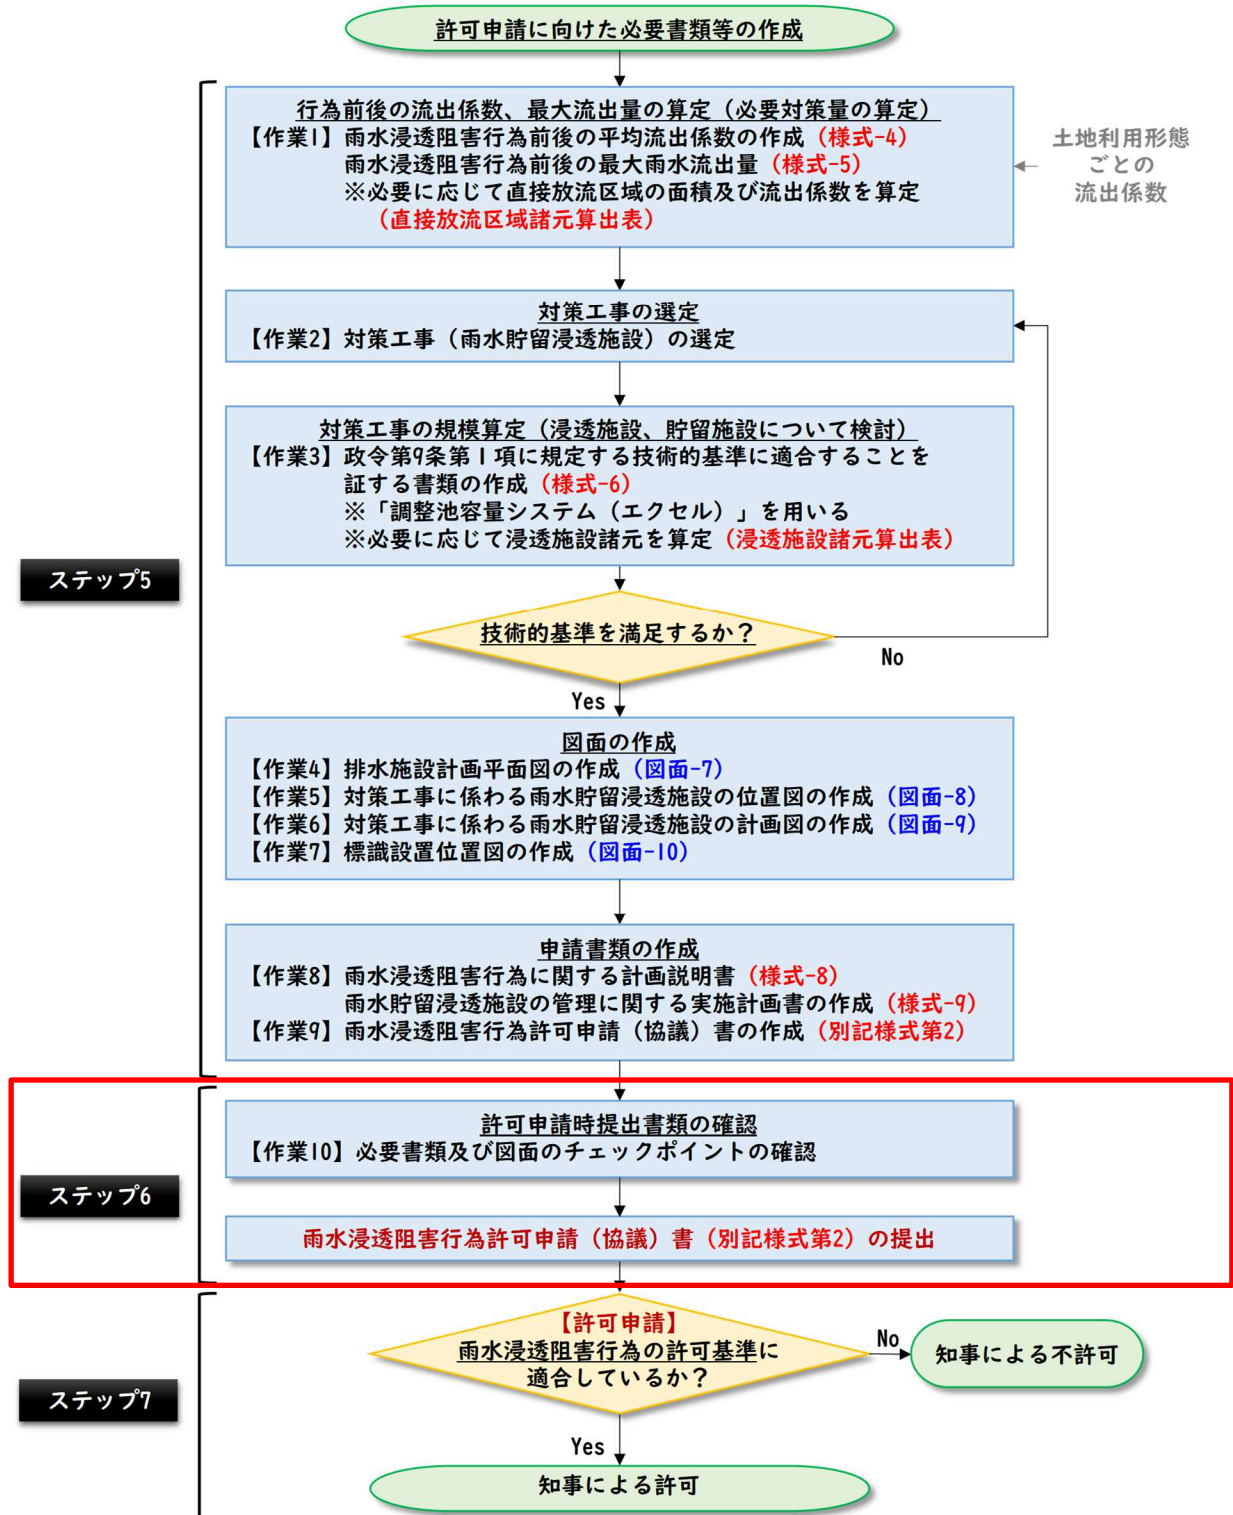 許可申請に向けた必要書類等の作成
行為前後の流出係数、最大流出量の算定（必要対策量の算定）
【作業1】雨水浸透阻害行為前後の平均流出係数の作成（様式-4）
雨水浸透阻害行為前後の最大雨水流出量（様式-5）
※必要に応じて直接放流区域の面積及び流出係数を算定
（直接放流区域諸元算出表）
土地利用形態
ごとの
流出係数
対策工事の選定
【作業2】対策工事（雨水貯留浸透施設）の選定
対策工事の規模算定（浸透施設、貯留施設について検討）
【作業3】政令第9条第1項に規定する技術的基準に適合することを
証する書類の作成（様式-6）
※「調整池容量システム（エクセル）」を用いる
※必要に応じて浸透施設諸元を算定（浸透施設諸元算出表）
ステップ5
技術的基準を満足するか？
No
Yes
図面の作成
【作業4】排水施設計画平面図の作成（図面-7）
【作業5】対策工事に係わる雨水貯留浸透施設の位置図の作成（図面-8）
【作業6】対策工事に係わる雨水貯留浸透施設の計画図の作成（図面-9）
【作業7】標識設置位置図の作成（図面-10）
申請書類の作成
【作業8】雨水浸透阻害行為に関する計画説明書（様式-8）
雨水貯留浸透施設の管理に関する実施計画書の作成（様式-9）
【作業9】雨水浸透阻害行為許可申請（協議）書の作成（別記様式第2）
許可申請時提出書類の確認
【作業10】必要書類及び図面のチェックポイントの確認
ステップ6
雨水浸透阻害行為許可申請（協議）書（別記様式第2）の提出
【許可申請】
雨水浸透阻害行為の許可基準に
適合しているか？
No
知事による不許可
ステップ7
Yes
知事による許可